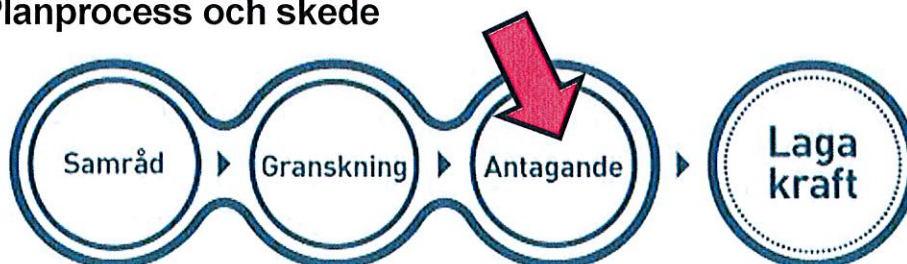 Planprocess och skede
Samråd
Granskning
Antagande
Laga
kraft